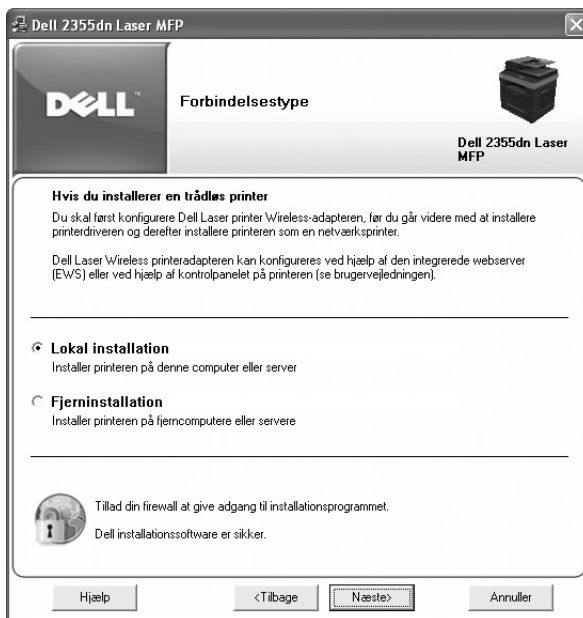 Dell 2355dn Laser MFP
DELL™
Forbindelsestype
Dell 2355dn Laser
MFP
Hvis du installerer en trådløs printer
Du skal først konfigurere Dell Laser printer Wireless-adapteren, før du går videre med at installere
printerdriveren og derefter installere printeren som en netværksprinter.
Dell Laser Wireless printeradapteren kan konfigureres ved hjælp af den integrerede webserver
(EWS) eller ved hjælp af kontrolpanelet på printeren (se brugervejledningen).
Lokal installation
Installer printeren på denne computer eller server
Fjerninstallation
Installer printeren på fjerncomputere eller servere
Tillad din firewall at give adgang til installationsprogrammet.
Dell installationssoftware er sikker.
Hjælp
<Tilbage
Næste>
Annuller